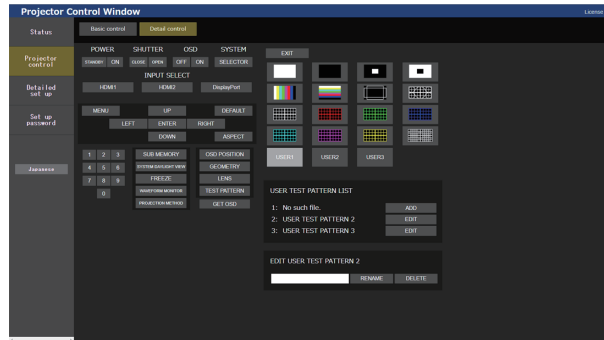 Projector Control Window
License
Status
Projector control
Detailed set up
Set up password
Japanese
Basic control
Detail control
POWER SHUTTER OSD SYSTEM
STANDBY ON CLOSE OPEN OFF ON SELECTOR
INPUT SELECT
HDMI1 HDMI2 DisplayPort
MENU UP DEFAULT
LEFT ENTER RIGHT
DOWN ASPECT
1 2 3 SUB MEMORY OSD POSITION
4 5 6 SYSTEM DAYLIGHT VIEW GEOMETRY
7 8 9 FREEZE LENS
0 WAVEFORM MONITOR TEST PATTERN
PROJECTION METHOD GET OSD
EXIT
USER1 USER2 USER3
USER TEST PATTERN LIST
1: No such file. ADD
2: USER TEST PATTERN 2 EDIT
3: USER TEST PATTERN 3 EDIT
EDIT USER TEST PATTERN 2
RENAME DELETE